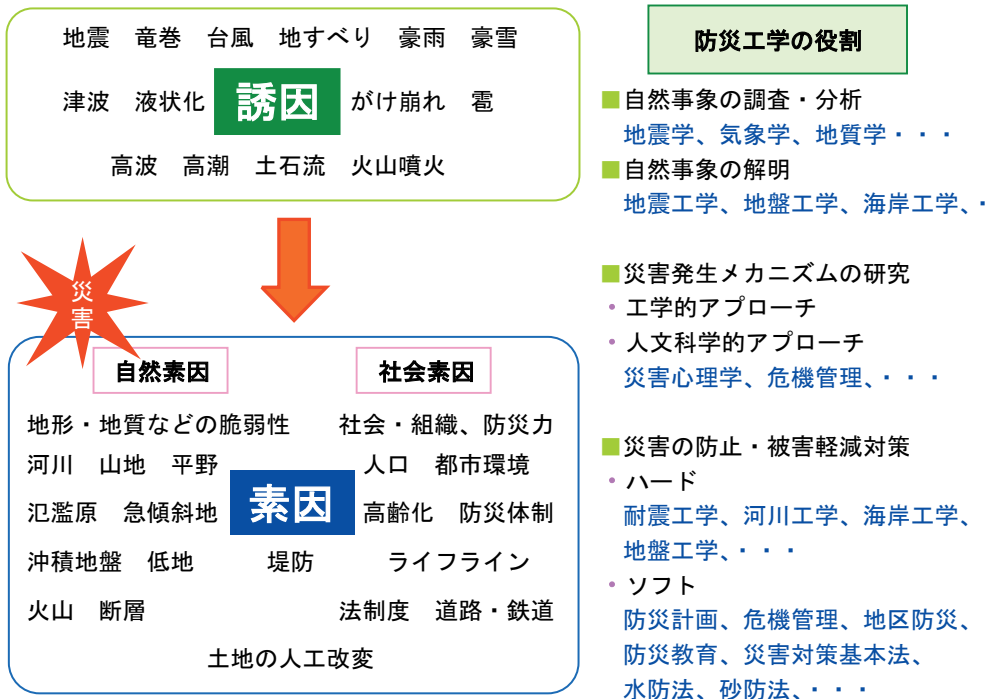 地震　竜巻　台風　地すべり　豪雨　豪雪
津波　液状化　誘因　がけ崩れ　雹
高波　高潮　土石流　火山噴火
災害
自然素因　社会素因
地形・地質などの脆弱性　社会・組織、防災力
河川　山地　平野　人口　都市環境
素因
氾濫原　急傾斜地　高齢化　防災体制
沖積地盤　低地　堤防　ライフライン
火山　断層　法制度　道路・鉄道
土地の人工改変
防災工学の役割
■自然事象の調査・分析
地震学、気象学、地質学・・・
■自然事象の解明
地震工学、地盤工学、海岸工学、・
■災害発生メカニズムの研究
・工学的アプローチ
・人文科学的アプローチ
災害心理学、危機管理、・・・
■災害の防止・被害軽減対策
・ハード
耐震工学、河川工学、海岸工学、
地盤工学、・・・
・ソフト
防災計画、危機管理、地区防災、
防災教育、災害対策基本法、
水防法、砂防法、・・・